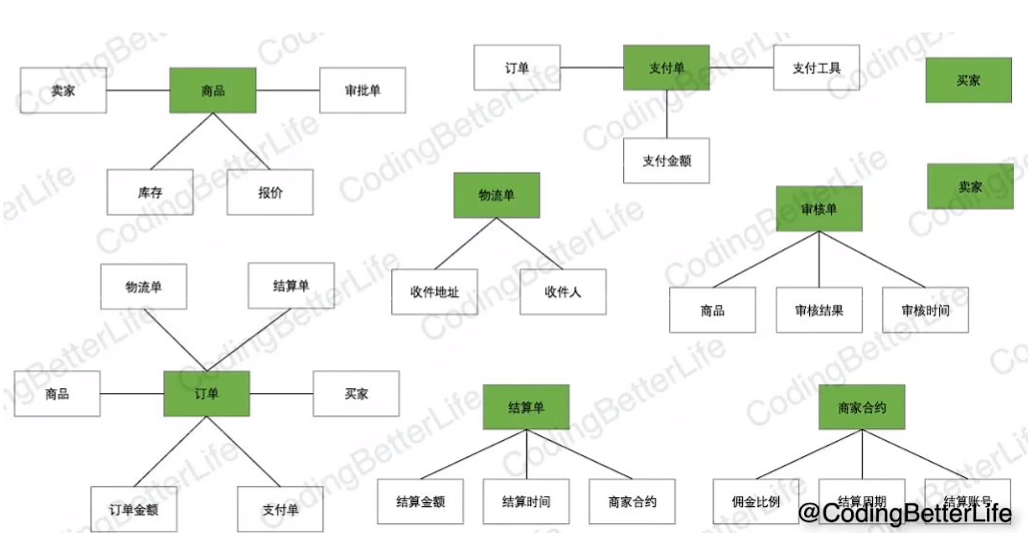 卖家
商品
审批单
库存
报价
订单
支付单
支付工具
支付金额
买家
卖家
物流单
收件地址
收件人
审核单
商品
审核结果
审核时间
物流单
结算单
商品
订单
买家
订单金额
支付单
结算单
结算金额
结算时间
商家合约
商家合约
佣金比例
结算周期
结算账号
@CodingBetterLife